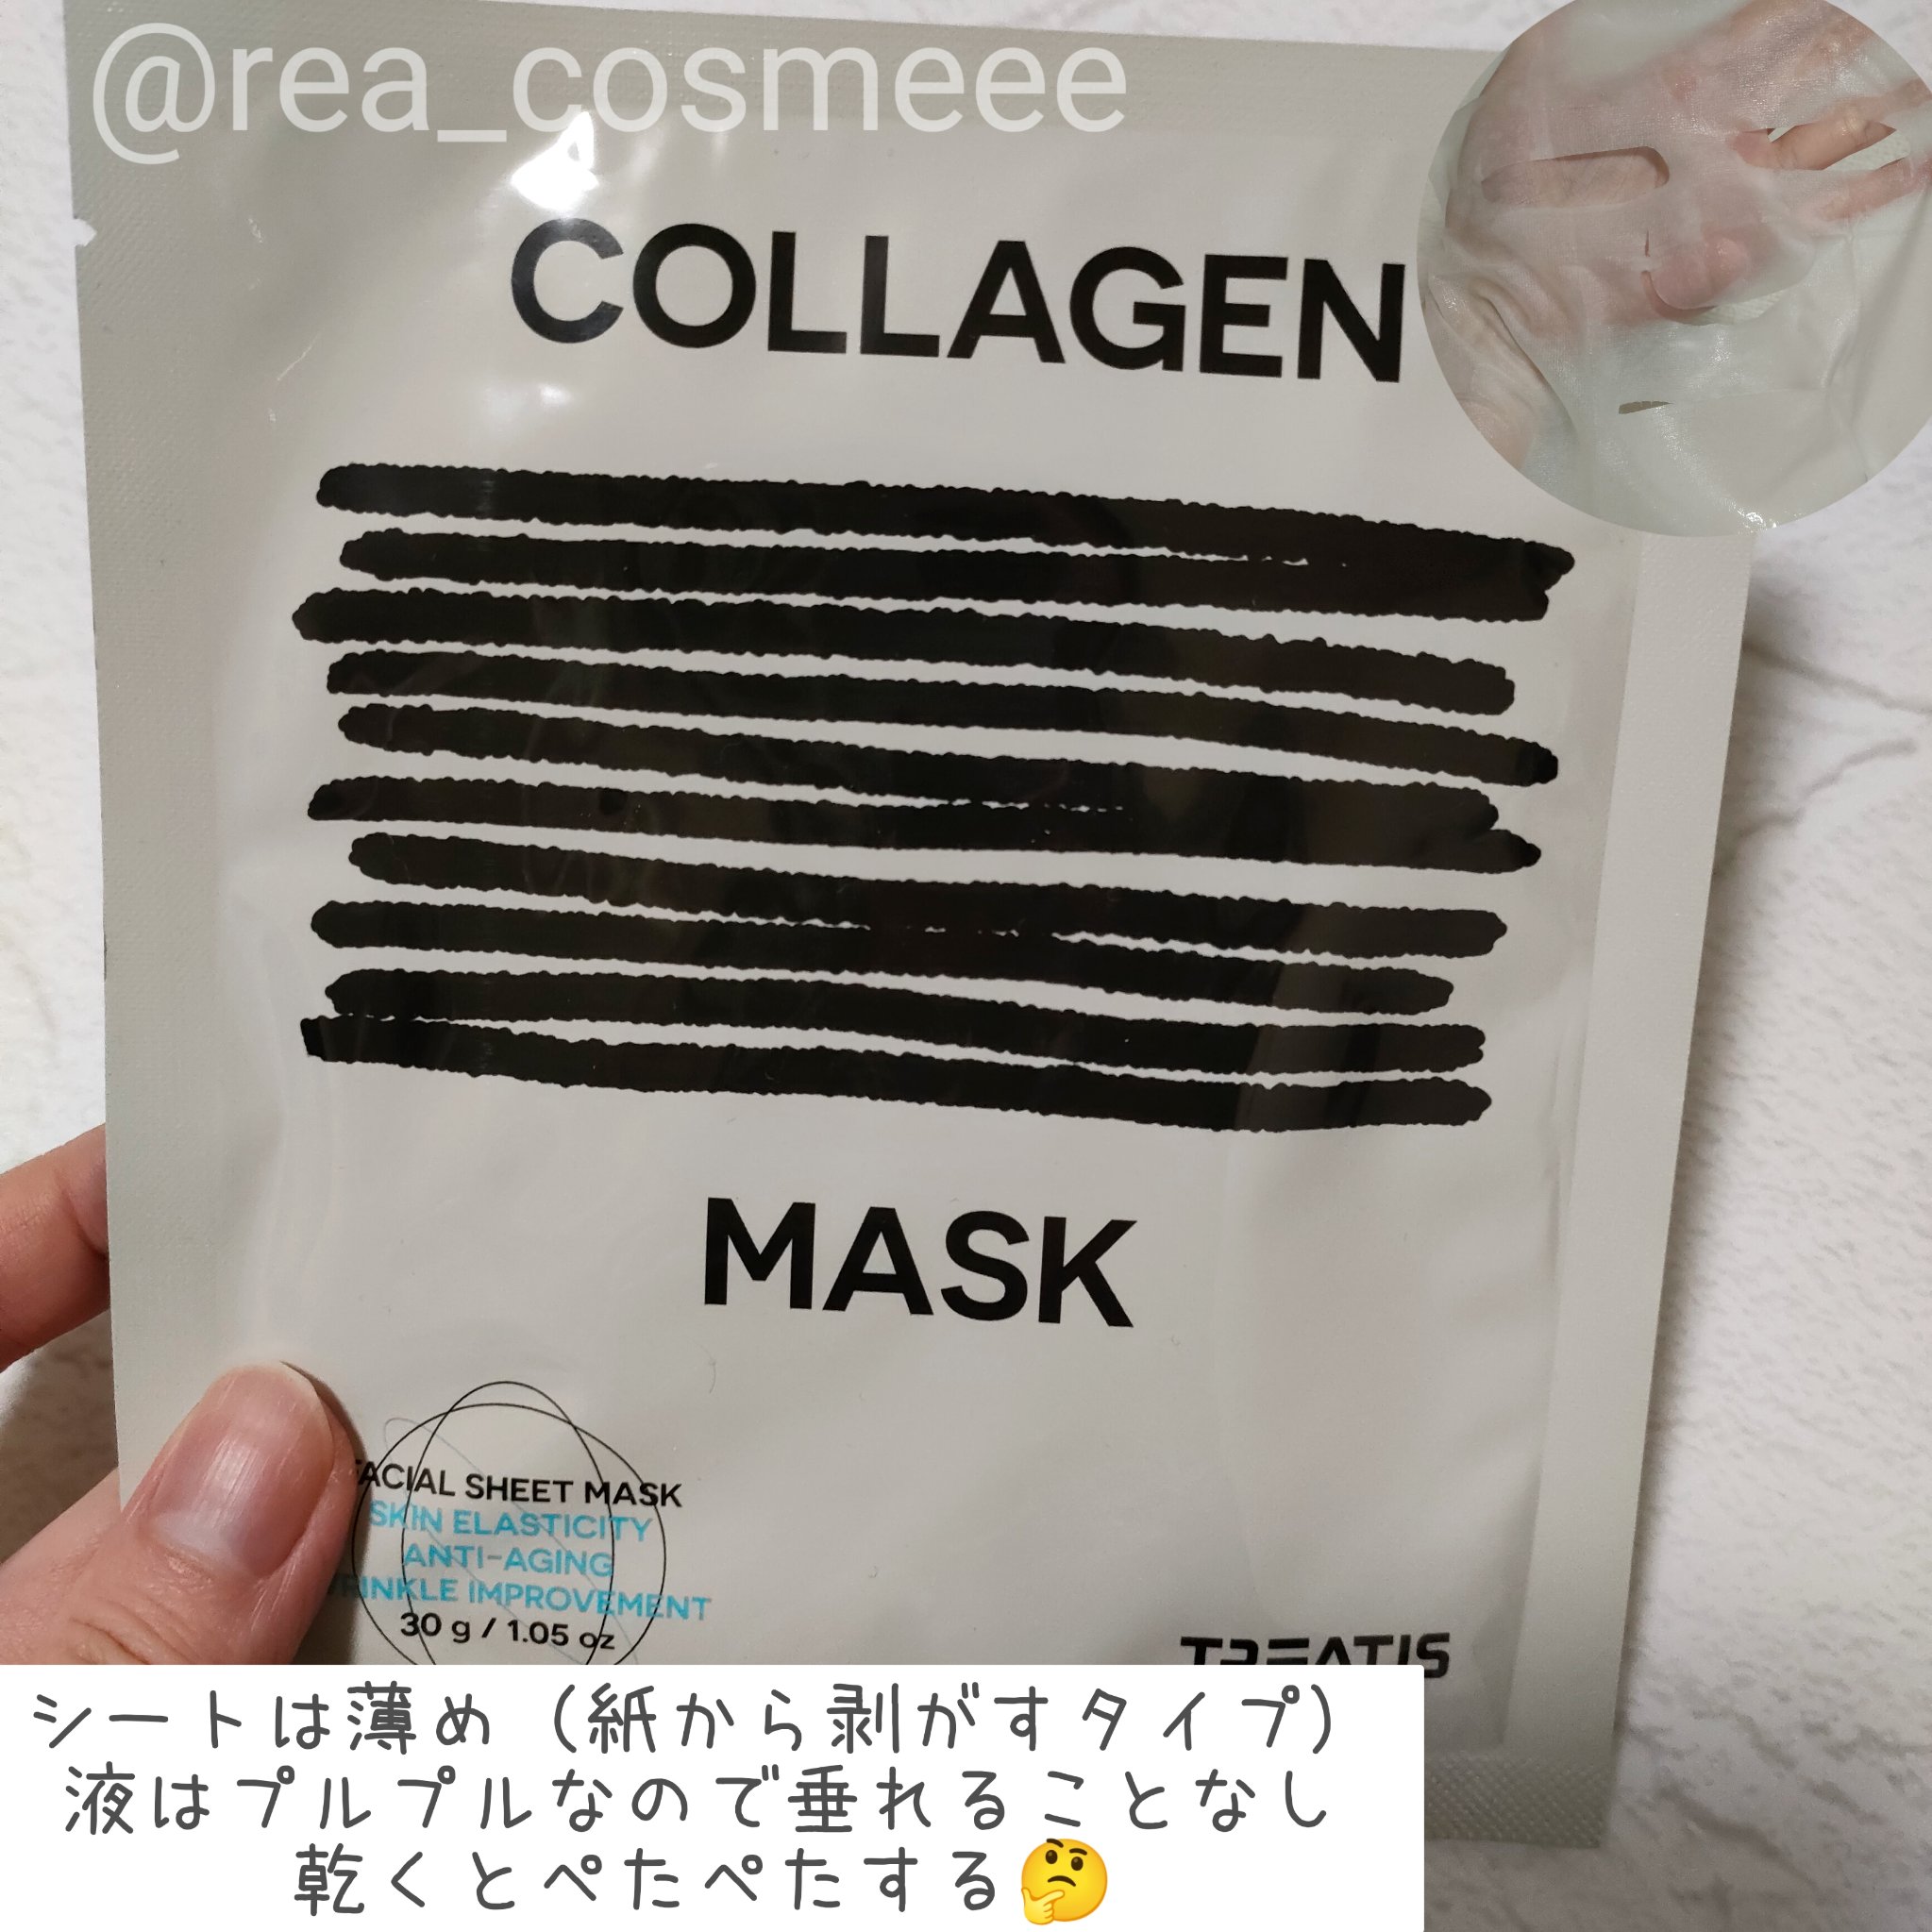 @rea_cosmeee
COLLAGEN
MASK
FACIAL SHEET MASK
SKIN ELASTICITY
ANTI-AGING
WRINKLE IMPROVEMENT
30 g / 1.05 oz
TREATIS
シートは薄め（紙から剥がすタイプ）
液はプルプルなので垂れることなし
乾くとぺたぺたする🤔